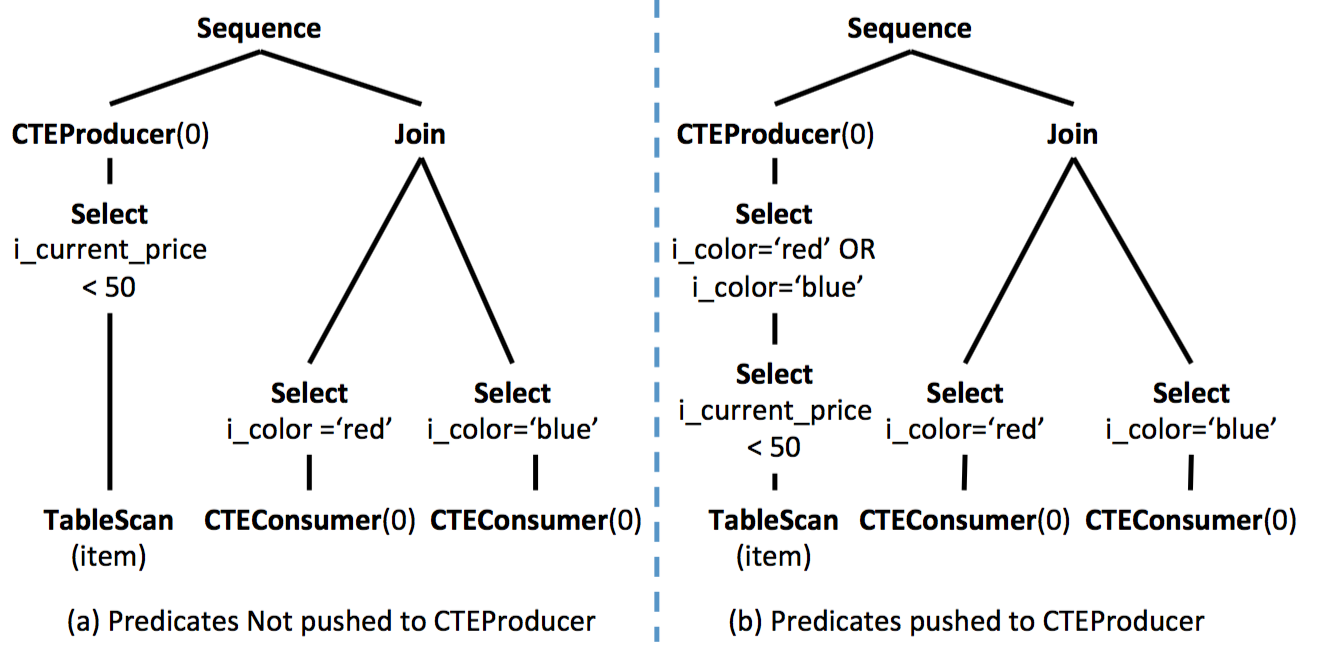 Sequence
CTEProducer(0)
Join
Select
i_current_price
< 50
Select
i_color =‘red’
Select
i_color=‘blue’
TableScan
(item)
CTEConsumer(0)
CTEConsumer(0)
(a) Predicates Not pushed to CTEProducer
Sequence
CTEProducer(0)
Join
Select
i_color=‘red’ OR
i_color=‘blue’
Select
i_current_price
< 50
Select
i_color=‘red’
Select
i_color=‘blue’
TableScan
(item)
CTEConsumer(0)
CTEConsumer(0)
(b) Predicates pushed to CTEProducer